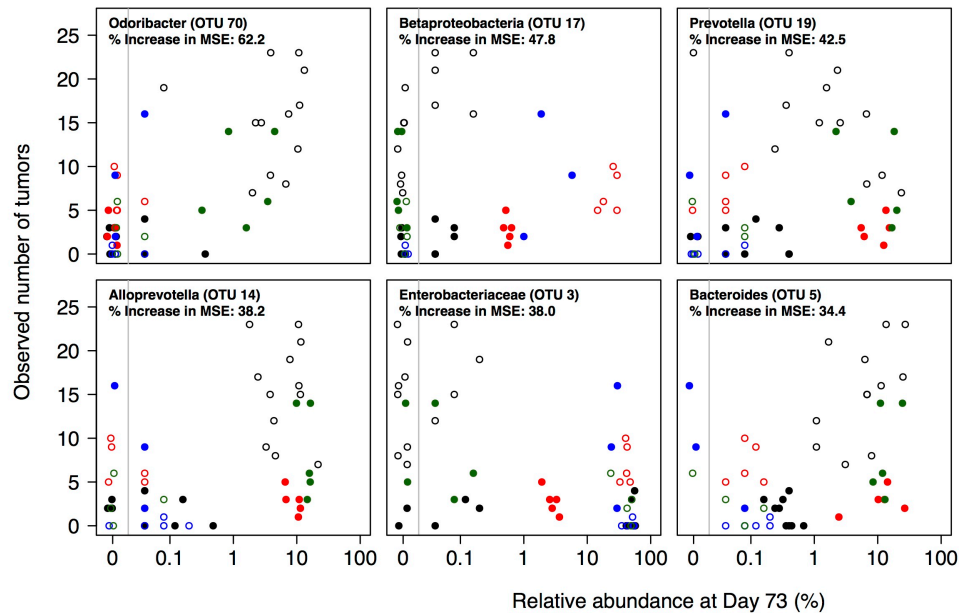 Odoribacter (OTU 70)
% Increase in MSE: 62.2
Betaproteobacteria (OTU 17)
% Increase in MSE: 47.8
Prevotella (OTU 19)
% Increase in MSE: 42.5
25
20
15
10
5
0
Observed number of tumors
Alloprevotella (OTU 14)
% Increase in MSE: 38.2
Enterobacteriaceae (OTU 3)
% Increase in MSE: 38.0
Bacteroides (OTU 5)
% Increase in MSE: 34.4
25
20
15
10
5
0
0 0.1 1 10 100
0 0.1 1 10 100
0 0.1 1 10 100
Relative abundance at Day 73 (%)